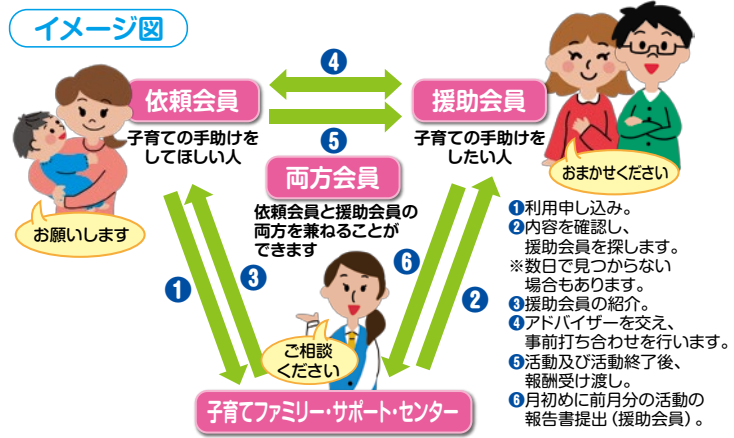 イメージ図
❹
依頼会員
援助会員
子育ての手助けを
してほしい人
❺
子育ての手助けを
したい人
両方会員
おまかせください
依頼会員と援助会員の
両方を兼ねることが
できます
お願いします
❶
❸
❻
❷
ご相談
ください
子育てファミリー・サポート・センター
❶利用申し込み。
❷内容を確認し、
援助会員を探します。
※数日で見つからない
場合もあります。
❸援助会員の紹介。
❹アドバイザーを交え、
事前打ち合わせを行います。
❺活動及び活動終了後、
報酬受け渡し。
❻月初めに前月分の活動の
報告書提出（援助会員）。